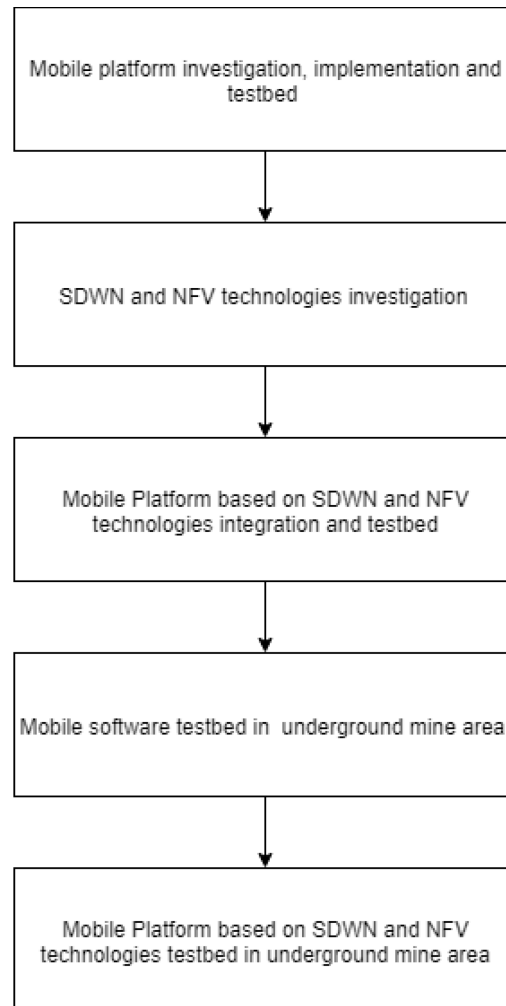 Mobile platform investigation, implementation and
testbed
SDWN and NFV technologies investigation
Mobile Platform based on SDWN and NFV
technologies integration and testbed
Mobile software testbed in  underground mine area
Mobile Platform based on SDWN and NFV
technologies testbed in underground mine area